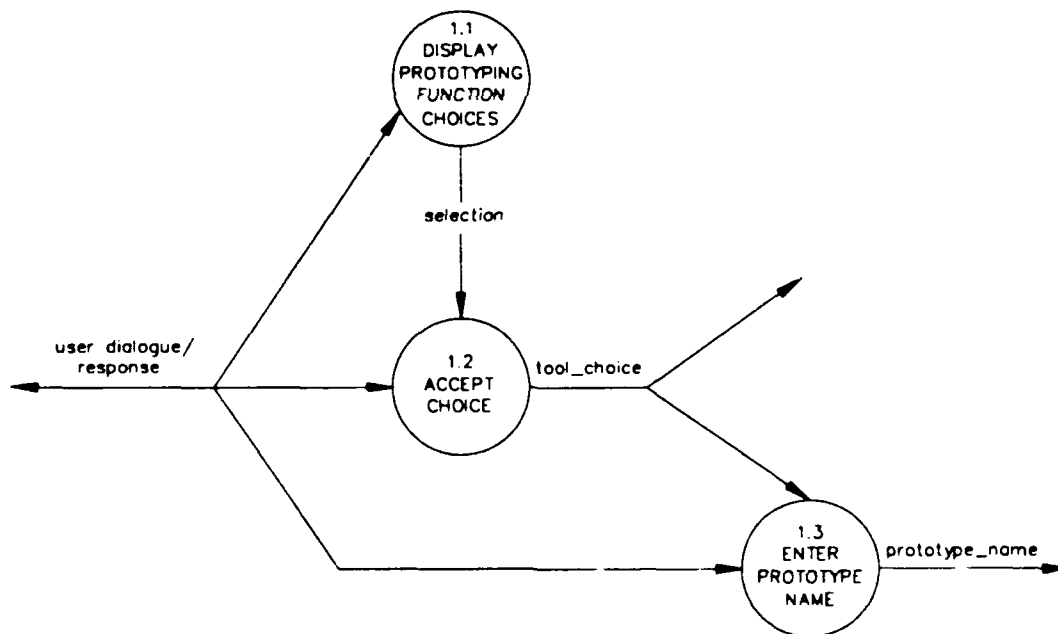 1.1
DISPLAY
PROTOTYPING
FUNCTION
CHOICES
selection
user dialogue/
response
1.2
ACCEPT
CHOICE
tool_choice
1.3
ENTER
PROTOTYPE
NAME
prototype_name